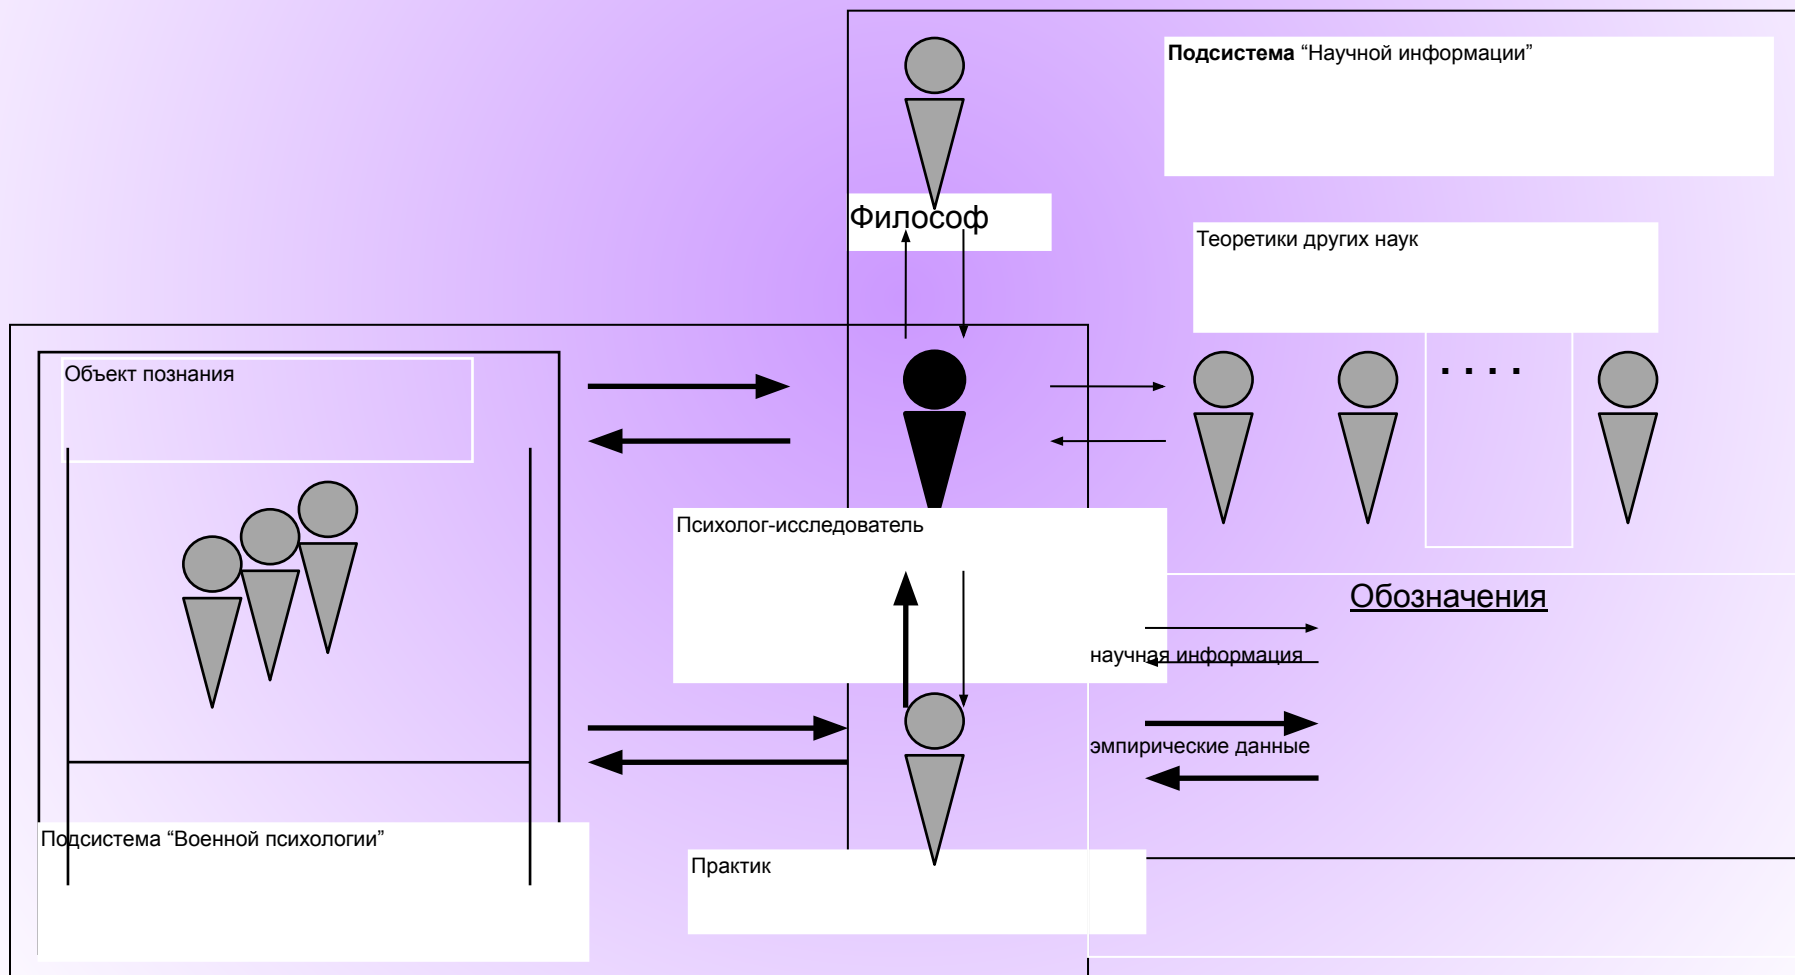 Подсистема “Научной информации”
Философ
Теоретики других наук
Объект познания
. . . .
Психолог-исследователь
Обозначения
научная информация
эмпирические данные
Подсистема “Военной психологии”
Практик